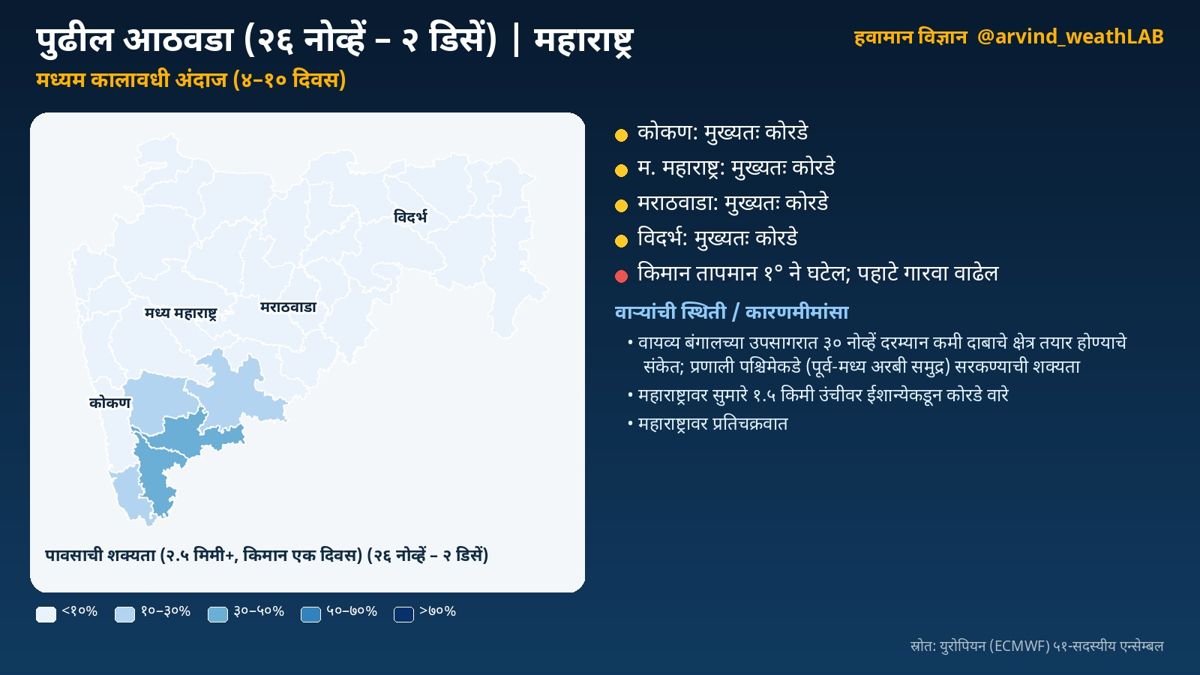 पुढील आठवडा (२६ नोव्हें – २ डिसें) | महाराष्ट्र
हवामान विज्ञान @arvind_weathLAB
मध्यम कालावधी अंदाज (४–१० दिवस)
विदर्भ
मध्य महाराष्ट्र
मराठवाडा
कोकण
पावसाची शक्यता (२.५ मिमी+, किमान एक दिवस) (२६ नोव्हें – २ डिसें)
<१०%
१०–३०%
३०–५०%
५०–७०%
>७०%
कोकण: मुख्यतः कोरडे
म. महाराष्ट्र: मुख्यतः कोरडे
मराठवाडा: मुख्यतः कोरडे
विदर्भ: मुख्यतः कोरडे
किमान तापमान १° ने घटेल; पहाटे गारवा वाढेल
वाऱ्यांची स्थिती / कारणमीमांसा
• वायव्य बंगालच्या उपसागरात ३० नोव्हें दरम्यान कमी दाबाचे क्षेत्र तयार होण्याचे
संकेत; प्रणाली पश्चिमेकडे (पूर्व-मध्य अरबी समुद्र) सरकण्याची शक्यता
• महाराष्ट्रावर सुमारे १.५ किमी उंचीवर ईशान्येकडून कोरडे वारे
• महाराष्ट्रावर प्रतिचक्रवात
स्रोत: युरोपियन (ECMWF) ५१-सदस्यीय एन्सेम्बल